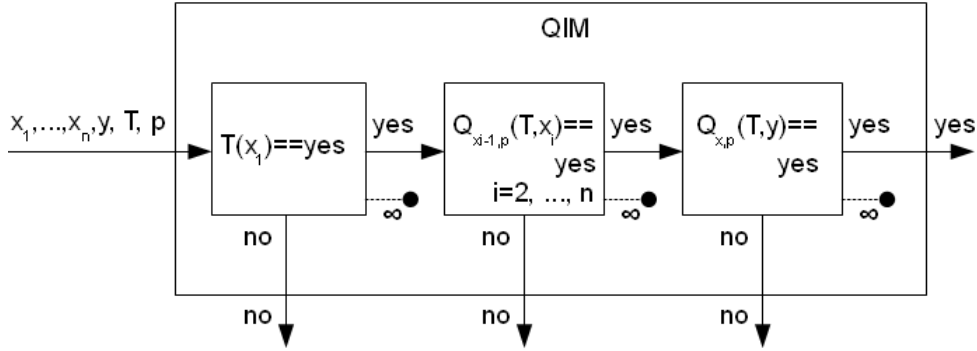 QIM
x₁,...,xₙ,y, T, p
T(x₁)==yes
yes
∞
no
no
Qₓᵢ₋₁,ₚ(T,xᵢ)==
yes
i=2, ..., n
yes
∞
no
no
Qₓ,ₚ(T,y)==
yes
yes
∞
no
no
yes